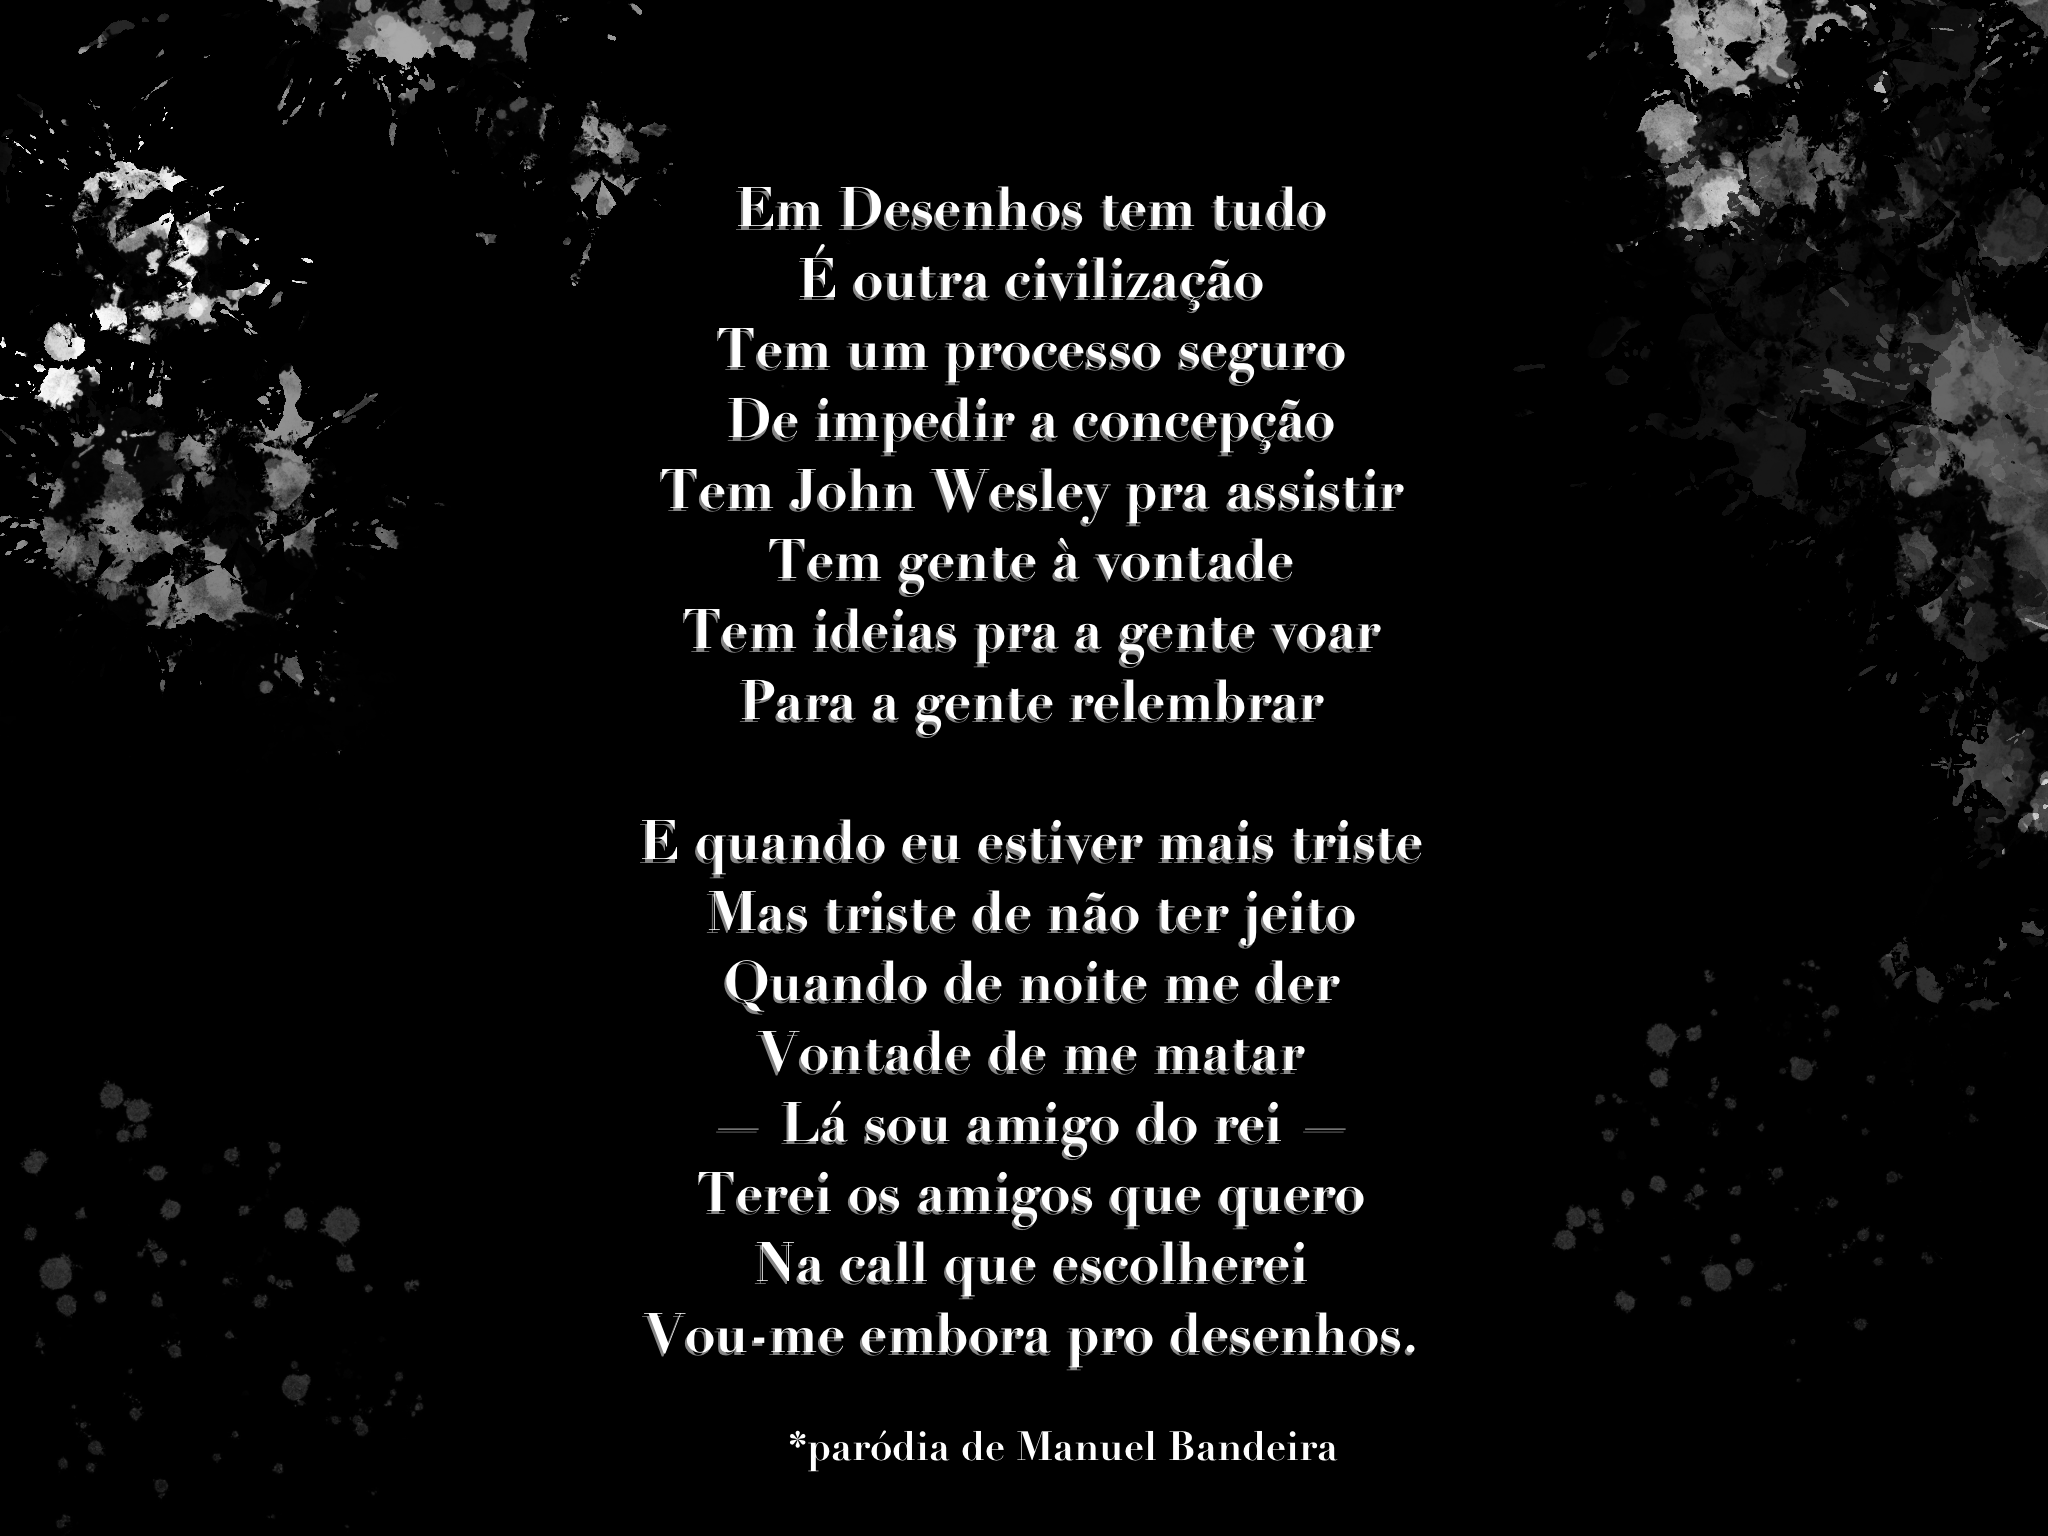 Em Desenhos tem tudo
É outra civilização
Tem um processo seguro
De impedir a concepção
Tem John Wesley pra assistir
Tem gente à vontade
Tem ideias pra a gente voar
Para a gente relembrar
E quando eu estiver mais triste
Mas triste de não ter jeito
Quando de noite me der
Vontade de me matar
— Lá sou amigo do rei —
Terei os amigos que quero
Na call que escolherei
Vou-me embora pro desenhos.
*paródia de Manuel Bandeira